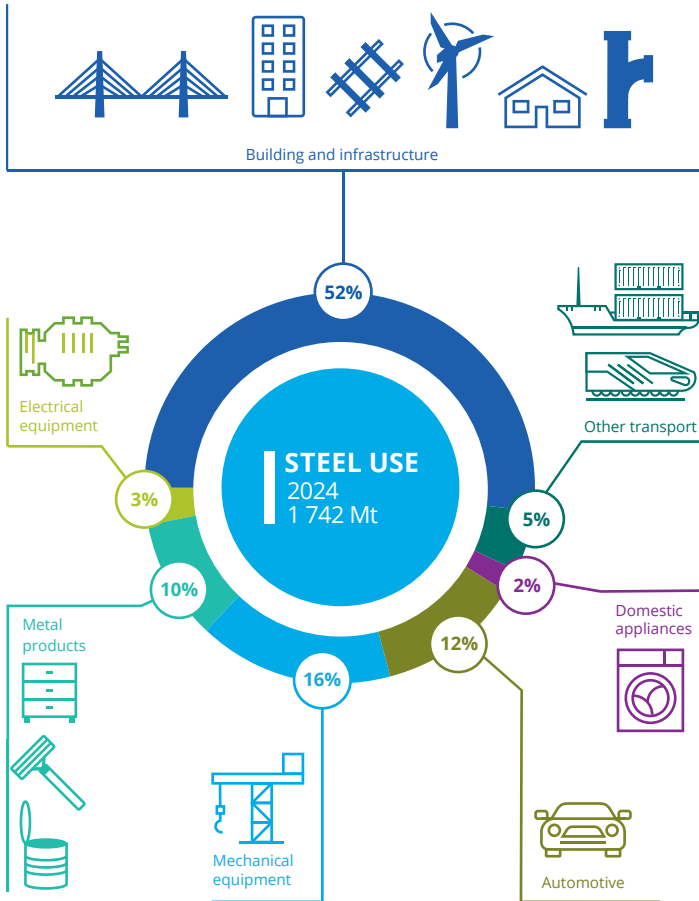 Building and infrastructure
52%
Electrical
equipment
3%
Other transport
5%
STEEL USE
2024
1 742 Mt
2%
Domestic
appliances
10%
Metal
products
12%
16%
Mechanical
equipment
Automotive